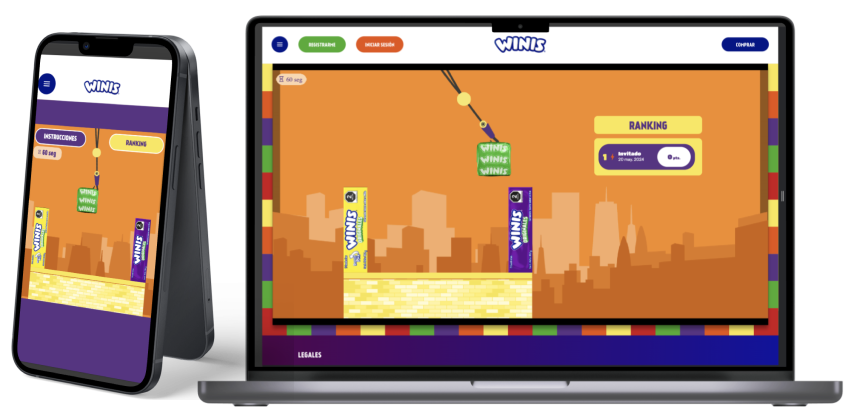 WINIS
INSTRUCCIONES
RANKING
60 seg
WINIS
WINIS
WINIS
WINIS
WINIS
REGISTRARME
INICIAR SESIÓN
WINIS
COMPRAR
60 seg
WINIS
WINIS
WINIS
RANKING
1
Invitado
20 may, 2024
0 pts.
WINIS
WINIS
LEGALES